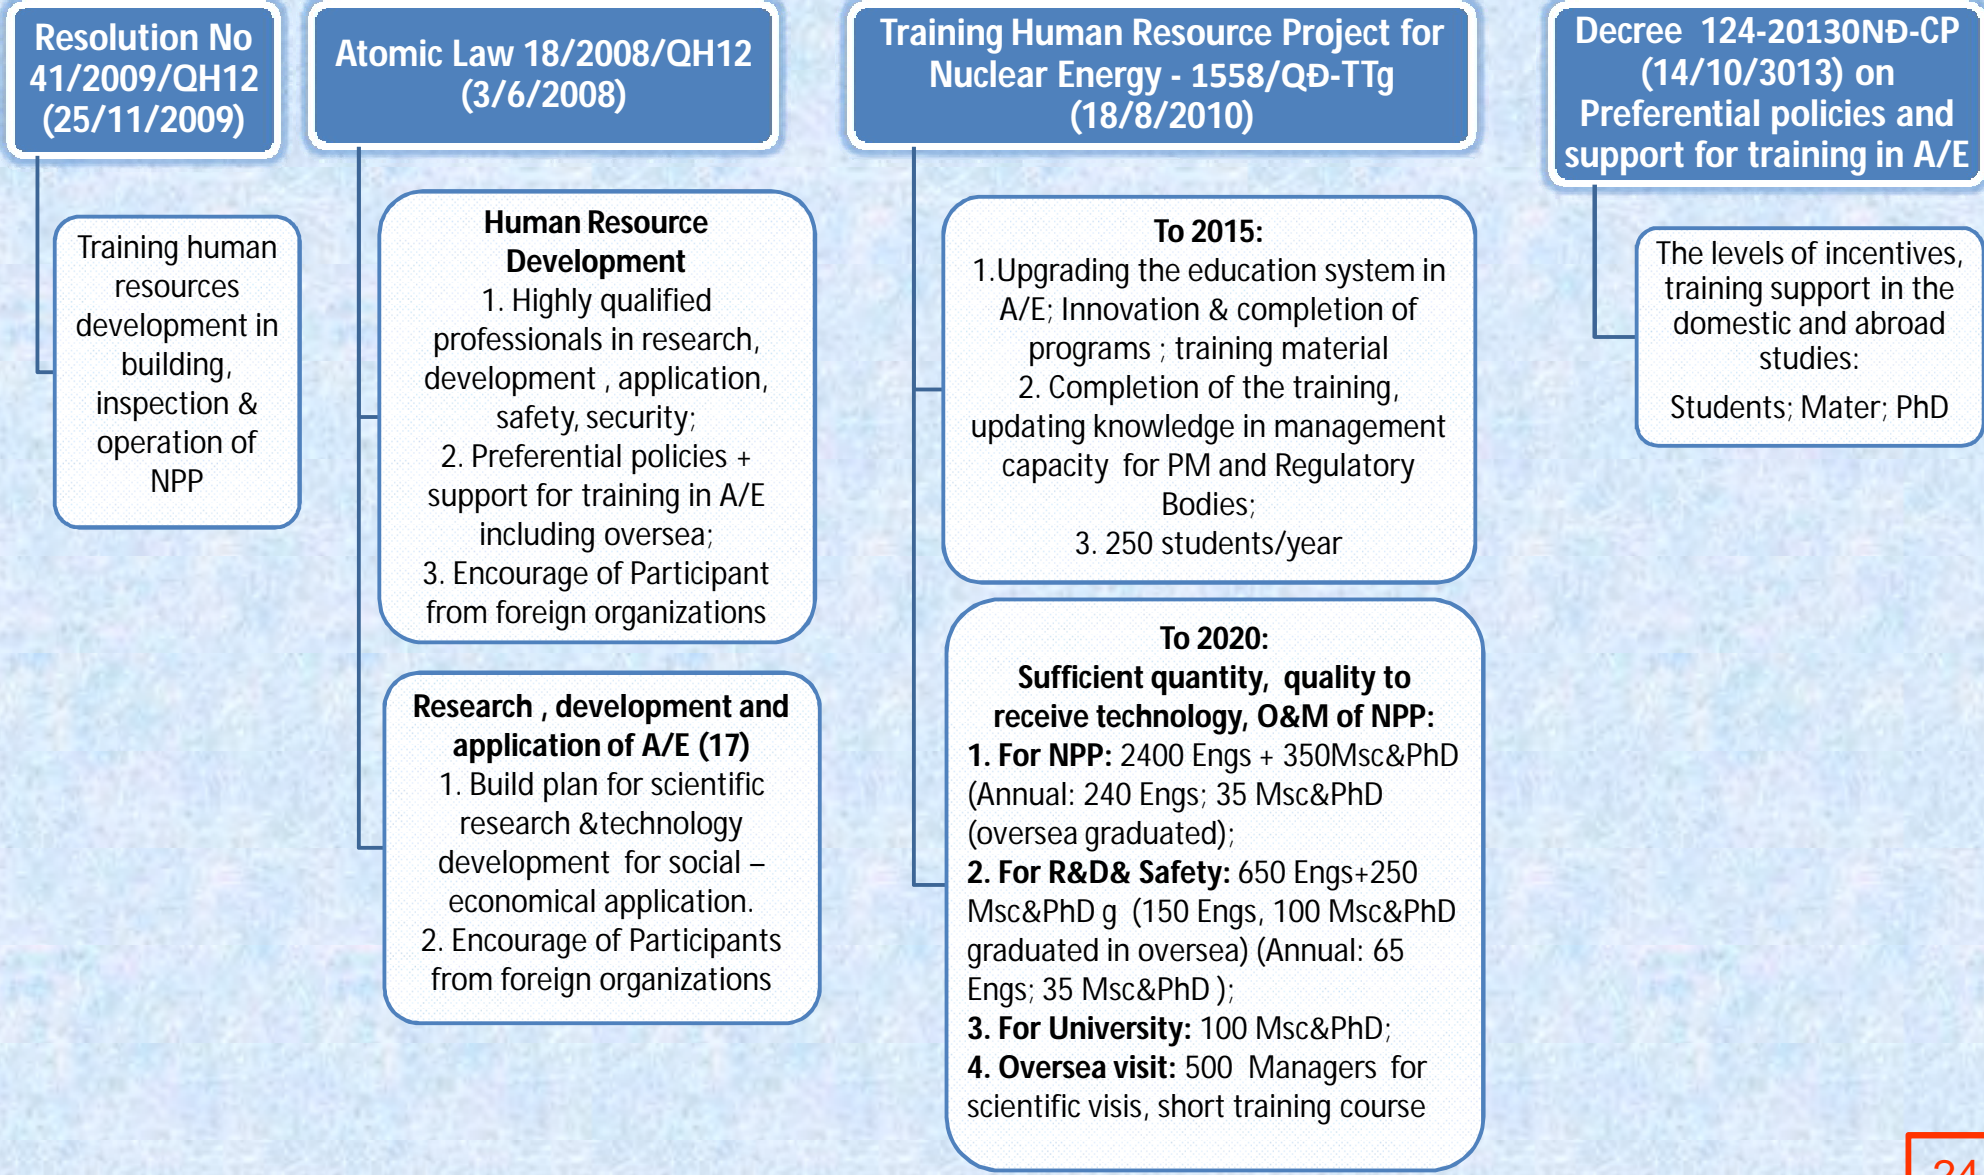 Resolution No
41/2009/QH12
(25/11/2009)
Training human
resources
development in
building,
inspection &
operation of
NPP
Atomic Law 18/2008/QH12
(3/6/2008)
Human Resource
Development
1. Highly qualified
professionals in research,
development , application,
safety, security;
2. Preferential policies +
support for training in A/E
including oversea;
3. Encourage of Participant
from foreign organizations
Research , development and
application of A/E (17)
1. Build plan for scientific
research &technology
development for social –
economical application.
2. Encourage of Participants
from foreign organizations
Training Human Resource Project for
Nuclear Energy - 1558/QĐ-TTg
(18/8/2010)
To 2015:
1.Upgrading the education system in
A/E; Innovation & completion of
programs ; training material
2. Completion of the training,
updating knowledge in management
capacity for PM and Regulatory
Bodies;
3. 250 students/year
To 2020:
Sufficient quantity, quality to
receive technology, O&M of NPP:
1. For NPP: 2400 Engs + 350Msc&PhD
(Annual: 240 Engs; 35 Msc&PhD
(oversea graduated);
2. For R&D& Safety: 650 Engs+250
Msc&PhD g (150 Engs, 100 Msc&PhD
graduated in oversea) (Annual: 65
Engs; 35 Msc&PhD );
3. For University: 100 Msc&PhD;
4. Oversea visit: 500 Managers for
scientific visis, short training course
Decree 124-20130NĐ-CP
(14/10/3013) on
Preferential policies and
support for training in A/E
The levels of incentives,
training support in the
domestic and abroad
studies:
Students; Mater; PhD
24